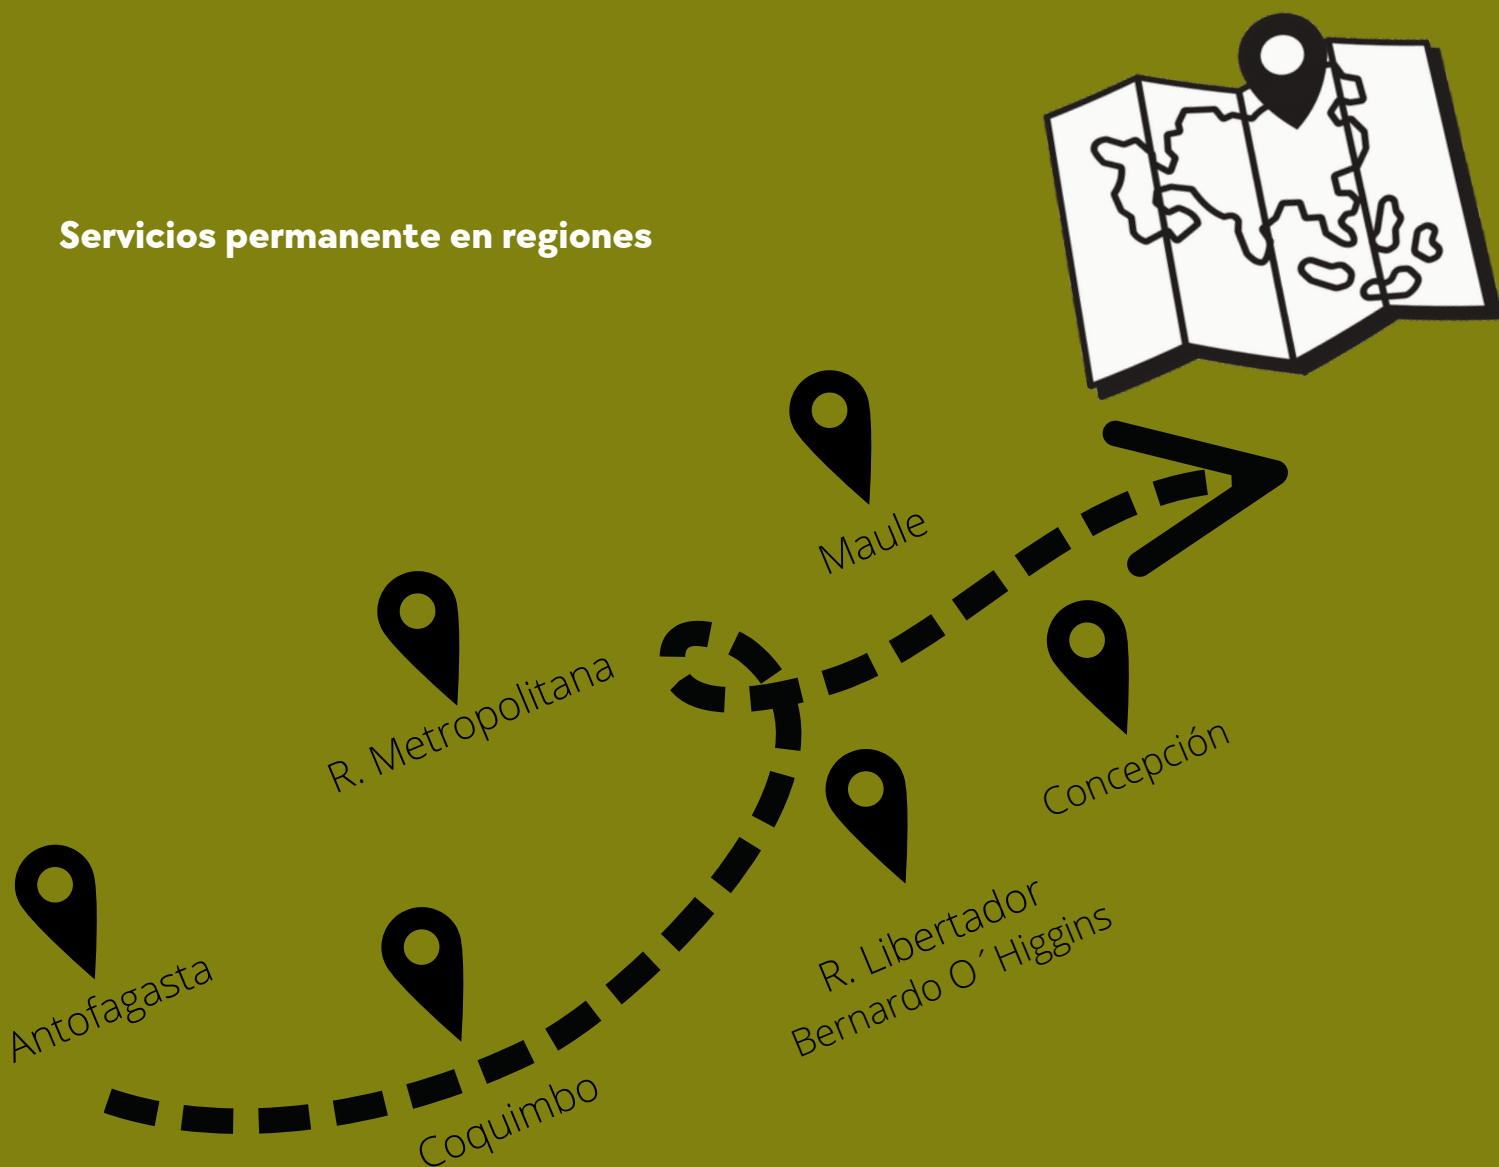 Servicios permanente en regiones
Maule
R. Metropolitana
Concepción
R. Libertador
Bernardo O´Higgins
Antofagasta
Coquimbo